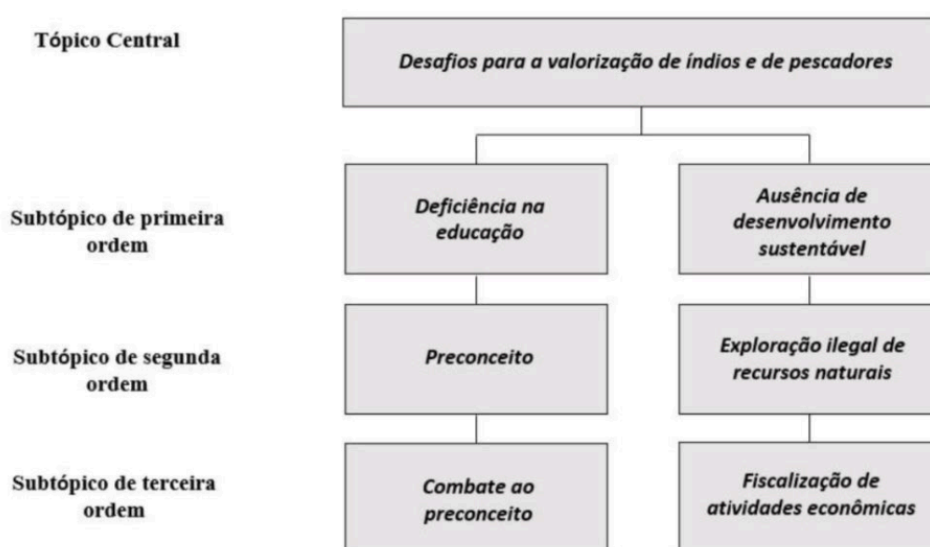 Tópico Central
Desafios para a valorização de índios e de pescadores
Subtópico de primeira
ordem
Deficiência na
educação
Ausência de
desenvolvimento
sustentável
Subtópico de segunda
ordem
Preconceito
Exploração ilegal de
recursos naturais
Subtópico de terceira
ordem
Combate ao
preconceito
Fiscalização de
atividades econômicas